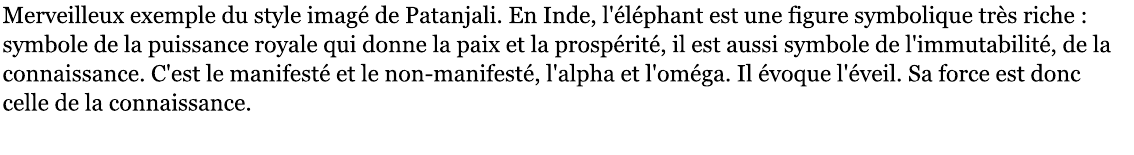 Merveilleux exemple du style imagé de Patanjali. En Inde, l'éléphant est une figure symbolique très riche :
symbole de la puissance royale qui donne la paix et la prospérité, il est aussi symbole de l'immutabilité, de la
connaissance. C'est le manifesté et le non-manifesté, l'alpha et l'oméga. Il évoque l'éveil. Sa force est donc
celle de la connaissance.